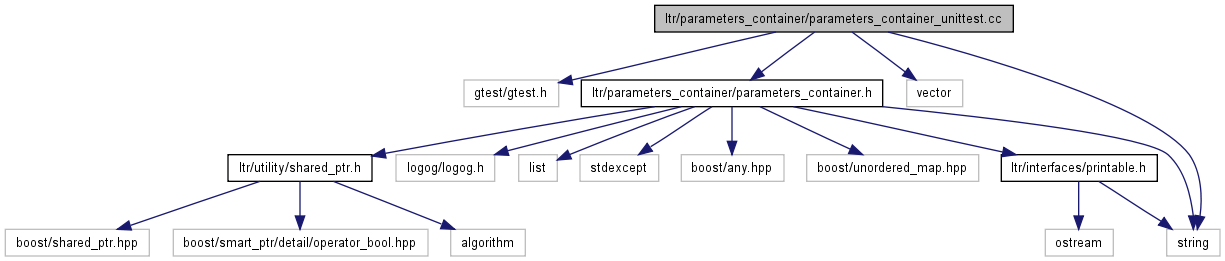 ltr/parameters_container/parameters_container_unittest.cc
gtest/gtest.h
ltr/parameters_container/parameters_container.h
vector
ltr/utility/shared_ptr.h
logog/logog.h
list
stdexcept
boost/any.hpp
boost/unordered_map.hpp
ltr/interfaces/printable.h
boost/shared_ptr.hpp
boost/smart_ptr/detail/operator_bool.hpp
algorithm
ostream
string